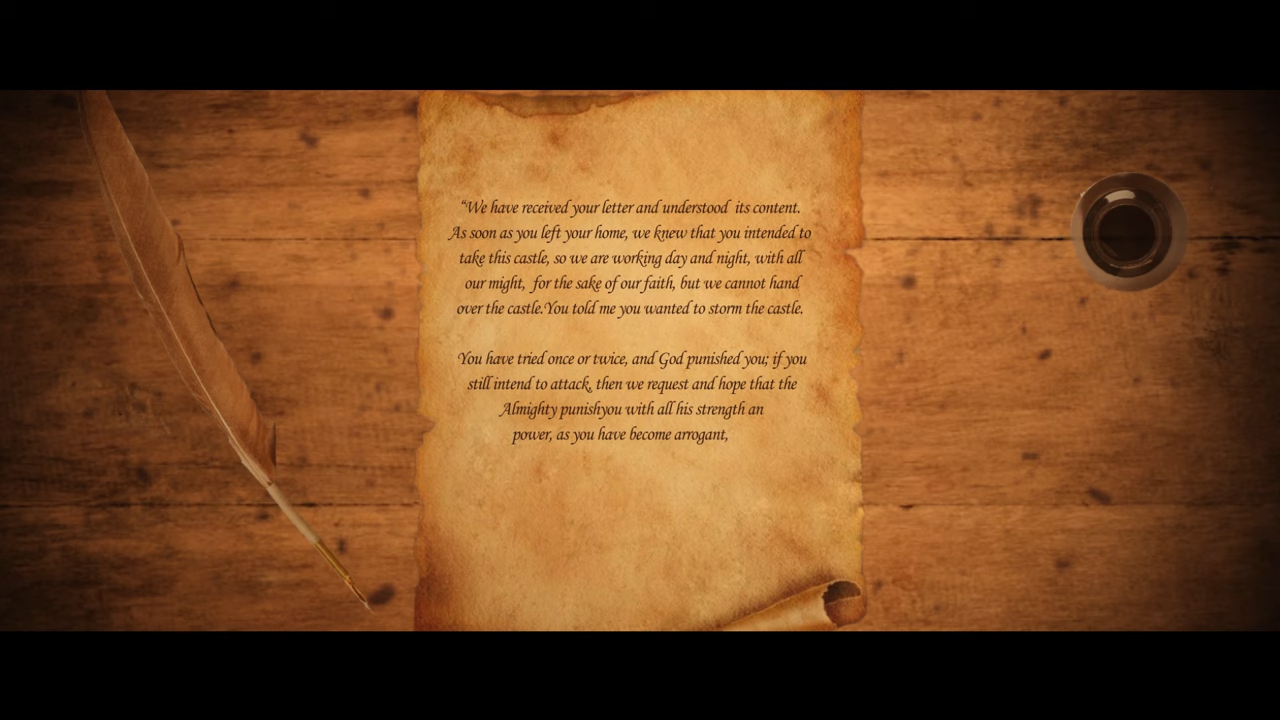 “We have received your letter and understood its content.
As soon as you left your home, we knew that you intended to
take this castle, so we are working day and night, with all
our might, for the sake of our faith, but we cannot hand
over the castle.You told me you wanted to storm the castle.
You have tried once or twice, and God punished you; if you
still intend to attack, then we request and hope that the
Almighty punishyou with all his strength an
power, as you have become arrogant,